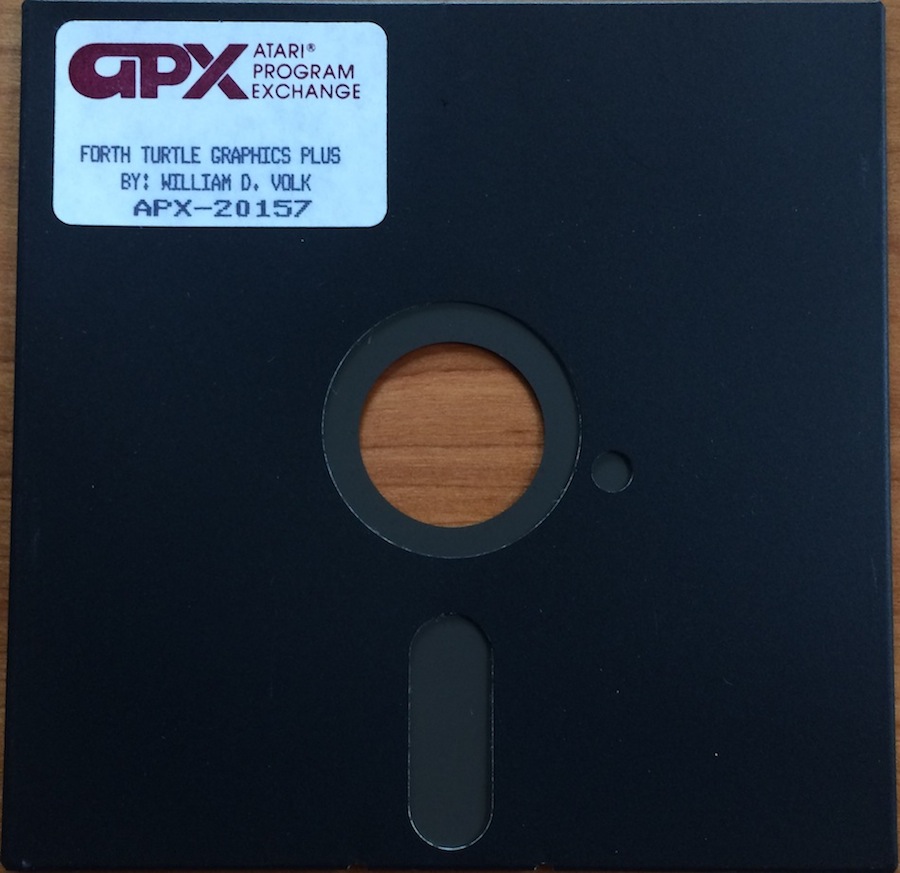 APX ATARI®
PROGRAM
EXCHANGE
FORTH TURTLE GRAPHICS PLUS
BY: WILLIAM D. VOLK
APX-20157